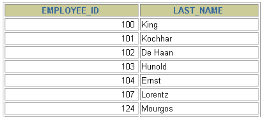 EMPLOYEE_ID LAST_NAME
100 King
101 Kochhar
102 De Haan
103 Hunold
104 Ernst
107 Lorentz
124 Mourgos